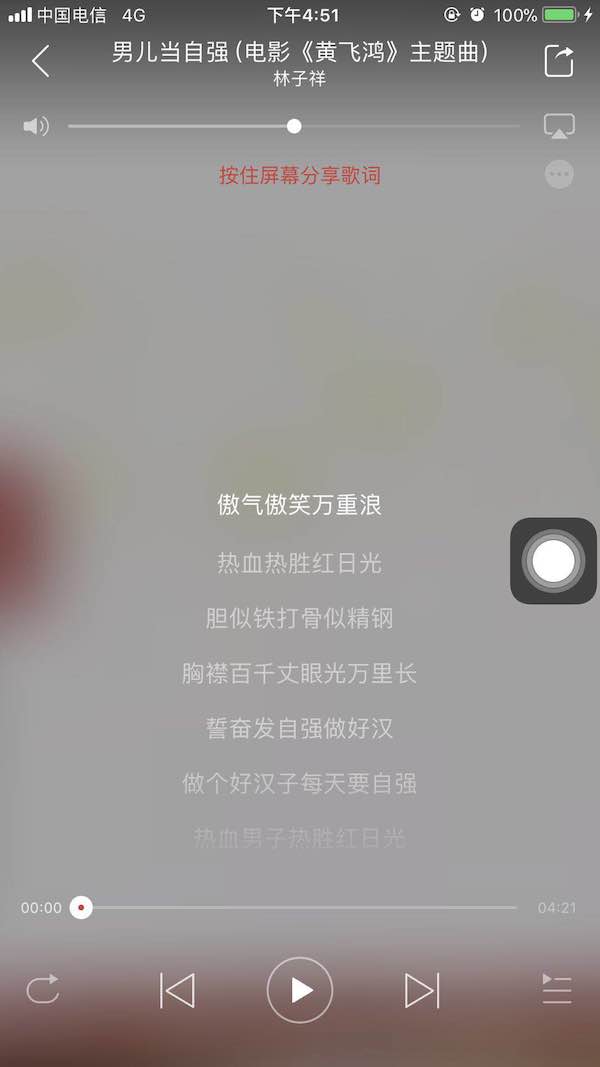 中国电信 4G 下午4:51 100%
男儿当自强(电影《黄飞鸿》主题曲)
林子祥
按住屏幕分享歌词
傲气傲笑万重浪
热血热胜红日光
胆似铁打骨似精钢
胸襟百千丈眼光万里长
誓奋发自强做好汉
做个好汉子每天要自强
热血男子热胜红日光
00:00 04:21